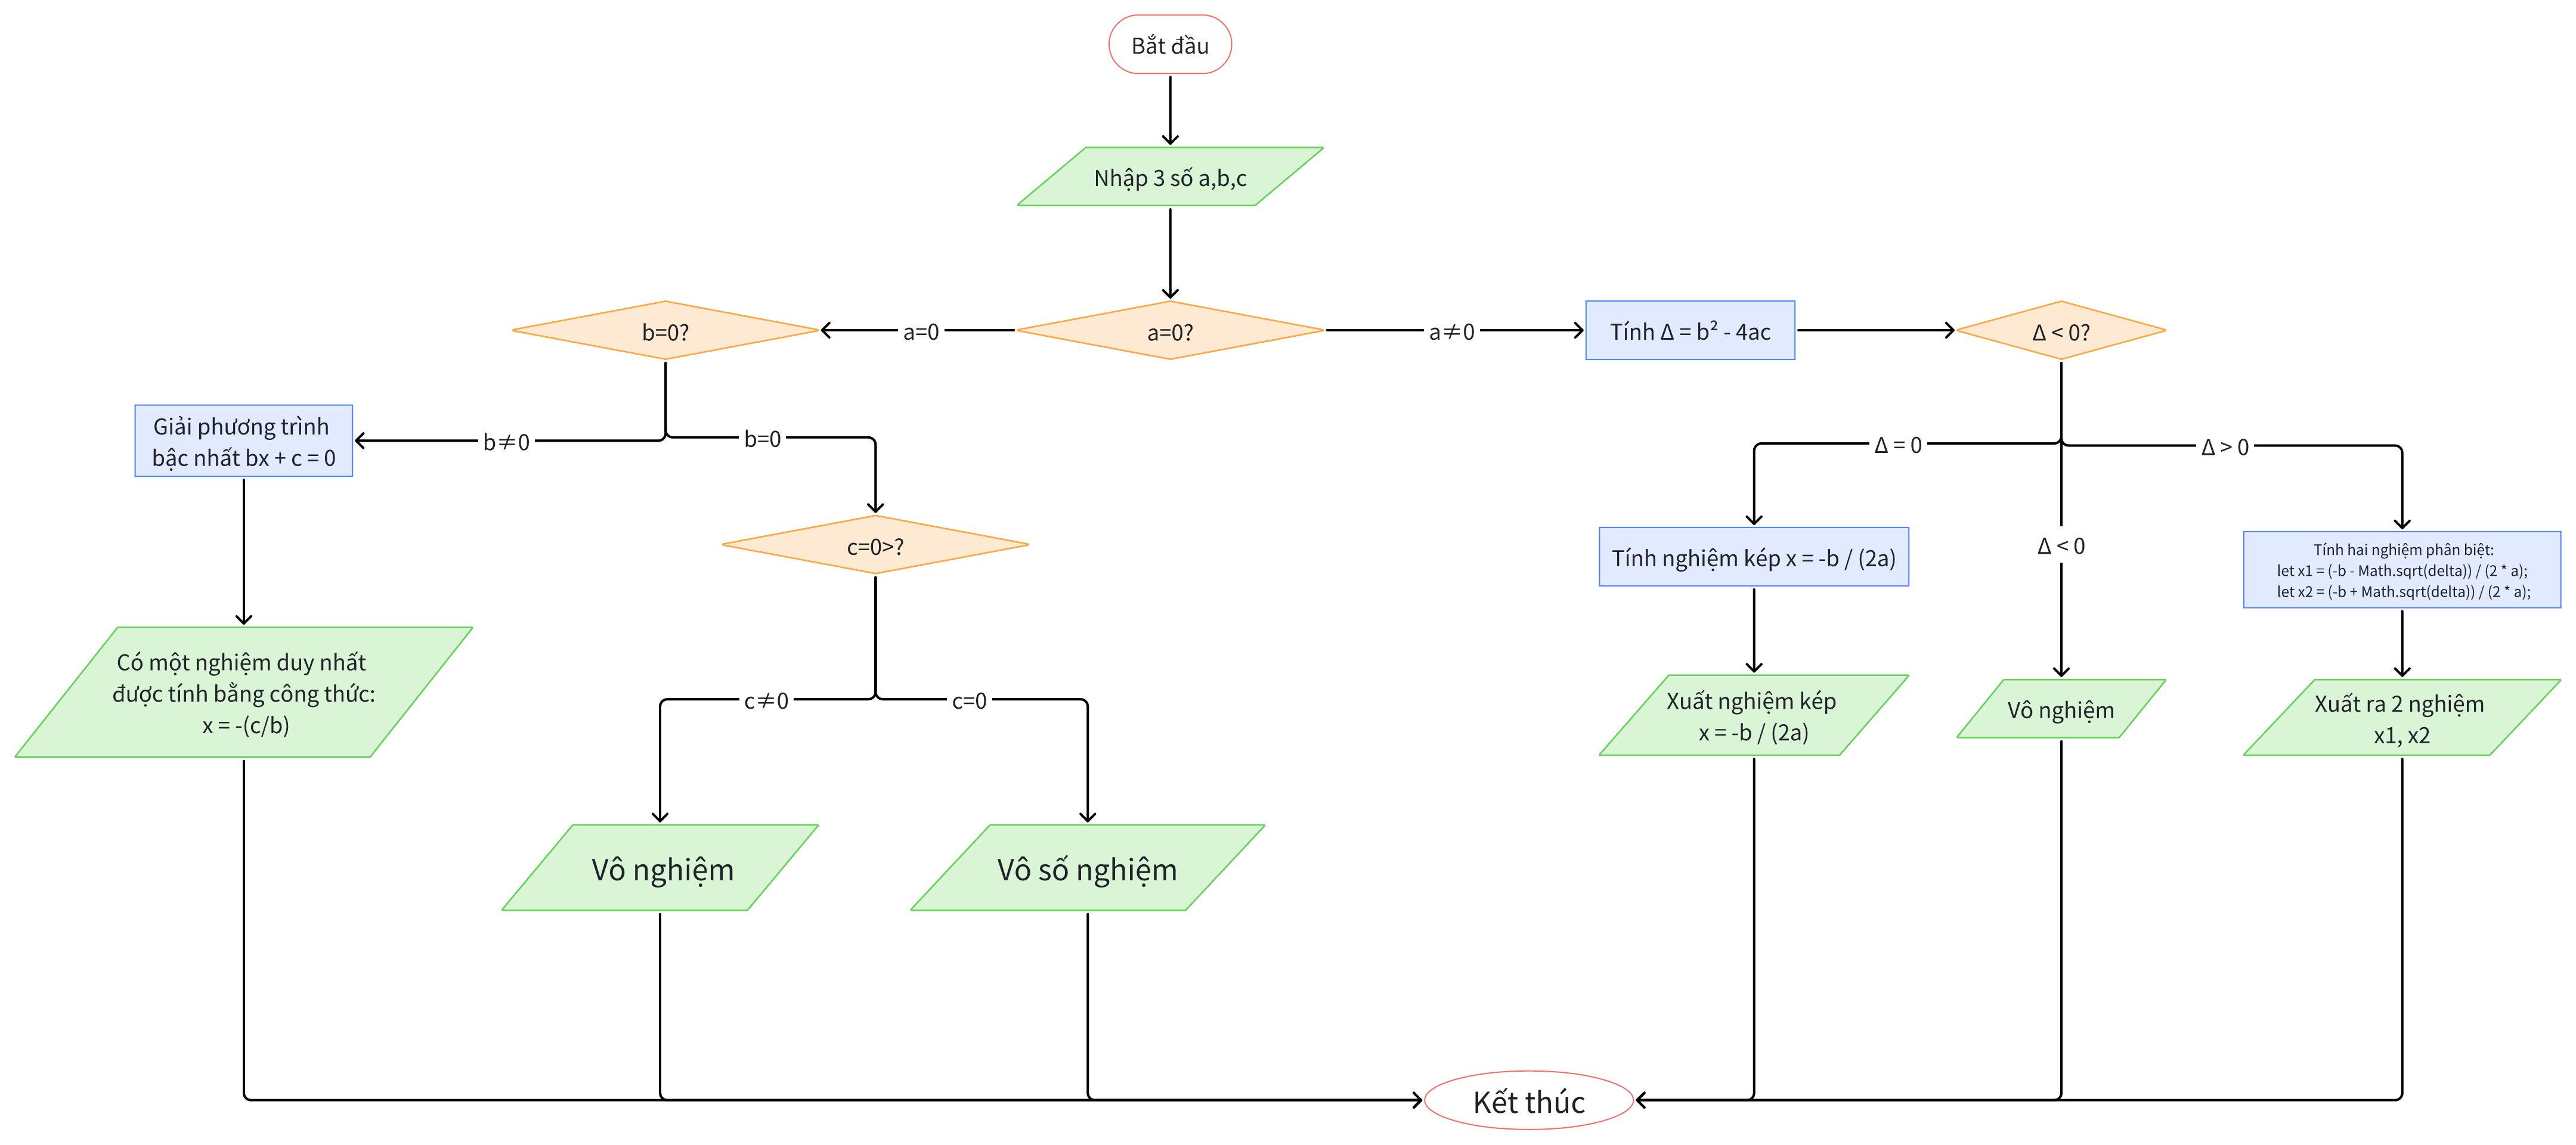 Bắt đầu
Nhập 3 số a,b,c
b=0?
a=0
a=0?
a≠0
Tính Δ = b² - 4ac
Δ < 0?
Giải phương trình
bậc nhất bx + c = 0
b≠0
b=0
Δ = 0
Δ > 0
c=0>?
Tính nghiệm kép x = -b / (2a)
Δ < 0
Tính hai nghiệm phân biệt:
let x1 = (-b - Math.sqrt(delta)) / (2 * a);
let x2 = (-b + Math.sqrt(delta)) / (2 * a);
Có một nghiệm duy nhất
được tính bằng công thức:
x = -(c/b)
c≠0
c=0
Xuất nghiệm kép
x = -b / (2a)
Vô nghiệm
Xuất ra 2 nghiệm
x1, x2
Vô nghiệm
Vô số nghiệm
Kết thúc